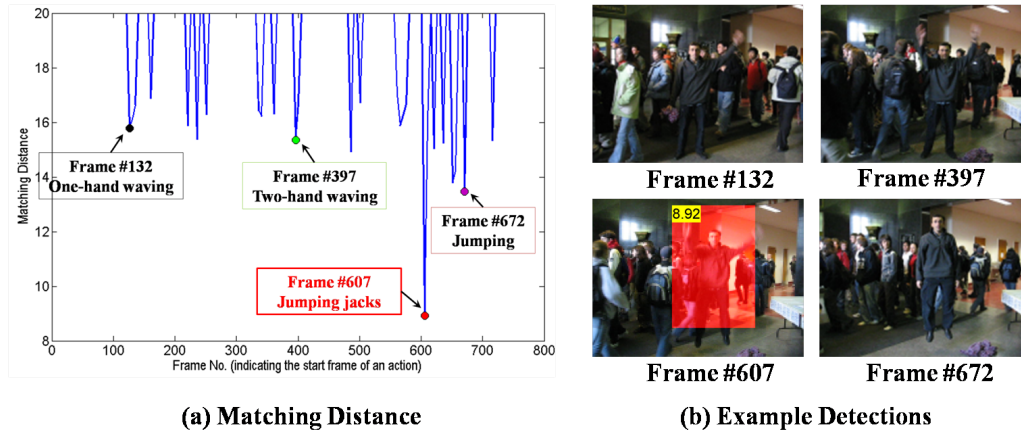 20
18
16
14
12
10
8
Matching Distance
Frame #132
One-hand waving
Frame #397
Two-hand waving
Frame #672
Jumping
Frame #607
Jumping jacks
0 100 200 300 400 500 600 700 800
Frame No. (indicating the start frame of an action)
(a) Matching Distance
Frame #132 Frame #397
8.92
Frame #607 Frame #672
(b) Example Detections